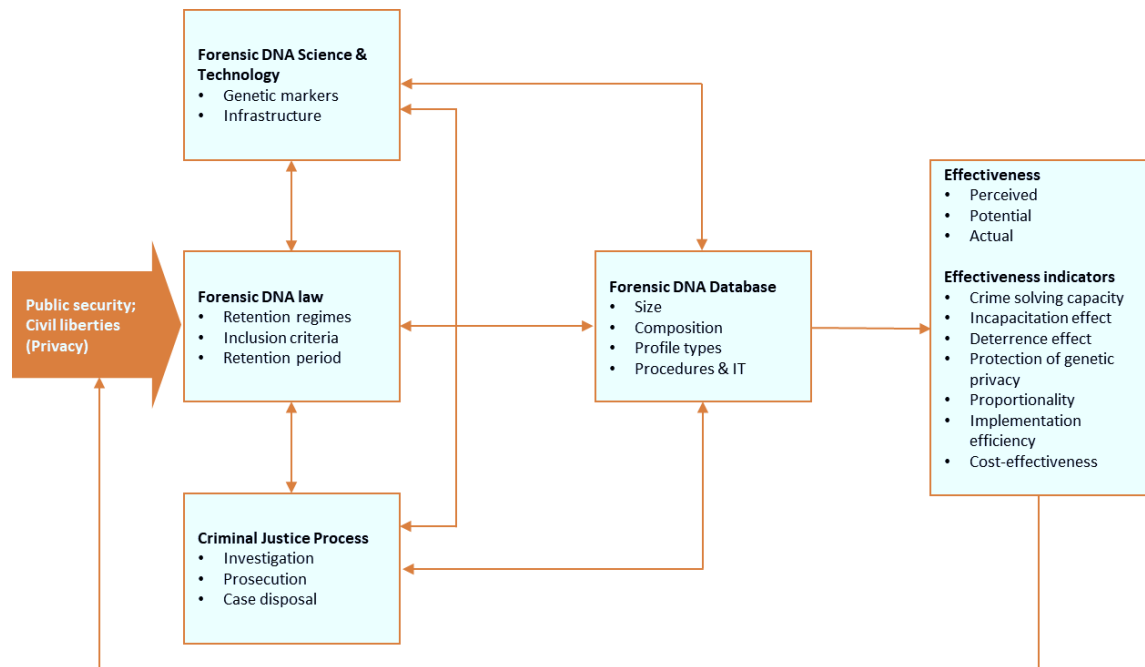 Forensic DNA Science &
Technology
• Genetic markers
• Infrastructure
Public security;
Civil liberties
(Privacy)
Forensic DNA law
• Retention regimes
• Inclusion criteria
• Retention period
Criminal Justice Process
• Investigation
• Prosecution
• Case disposal
Forensic DNA Database
• Size
• Composition
• Profile types
• Procedures & IT
Effectiveness
• Perceived
• Potential
• Actual
Effectiveness indicators
• Crime solving capacity
• Incapacitation effect
• Deterrence effect
• Protection of genetic
privacy
• Proportionality
• Implementation
efficiency
• Cost-effectiveness